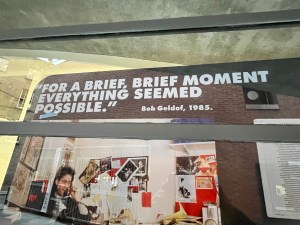 "FOR A BRIEF, BRIEF MOMENT
EVERYTHING SEEMED
POSSIBLE."
Bob Geldof, 1985.